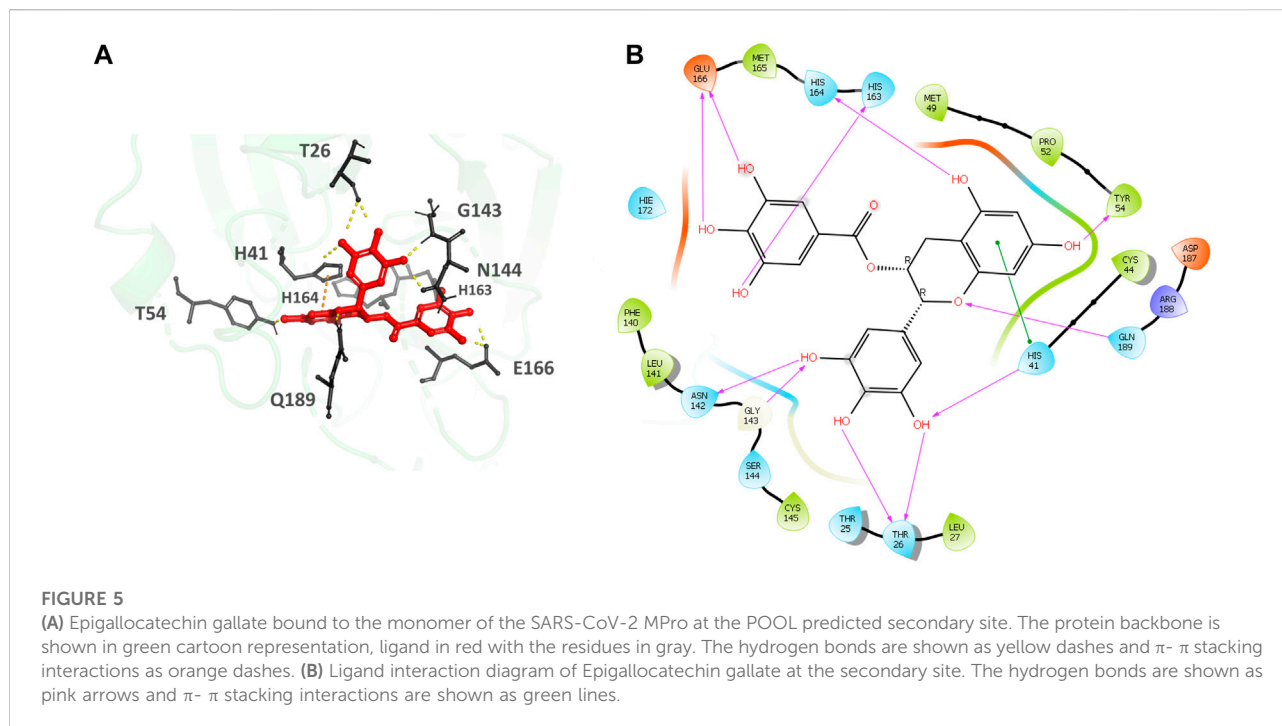 A
T26
G143
H41
N144
H164
H163
T54
E166
Q189
B
GLU
166
MET
165
HIS
164
HIS
163
MET
49
PRO
52
TYR
54
HIE
172
HO
HO
HO
HO
O
O
R
R
O
OH
ASP
187
CYS
44
ARG
188
GLN
189
HIS
41
PHE
140
LEU
141
ASN
142
GLY
143
SER
144
CYS
145
HO
HO
OH
THR
25
THR
26
LEU
27
FIGURE 5
(A) Epigallocatechin gallate bound to the monomer of the SARS-CoV-2 MPro at the POOL predicted secondary site. The protein backbone is
shown in green cartoon representation, ligand in red with the residues in gray. The hydrogen bonds are shown as yellow dashes and π- π stacking
interactions as orange dashes. (B) Ligand interaction diagram of Epigallocatechin gallate at the secondary site. The hydrogen bonds are shown as
pink arrows and π- π stacking interactions are shown as green lines.